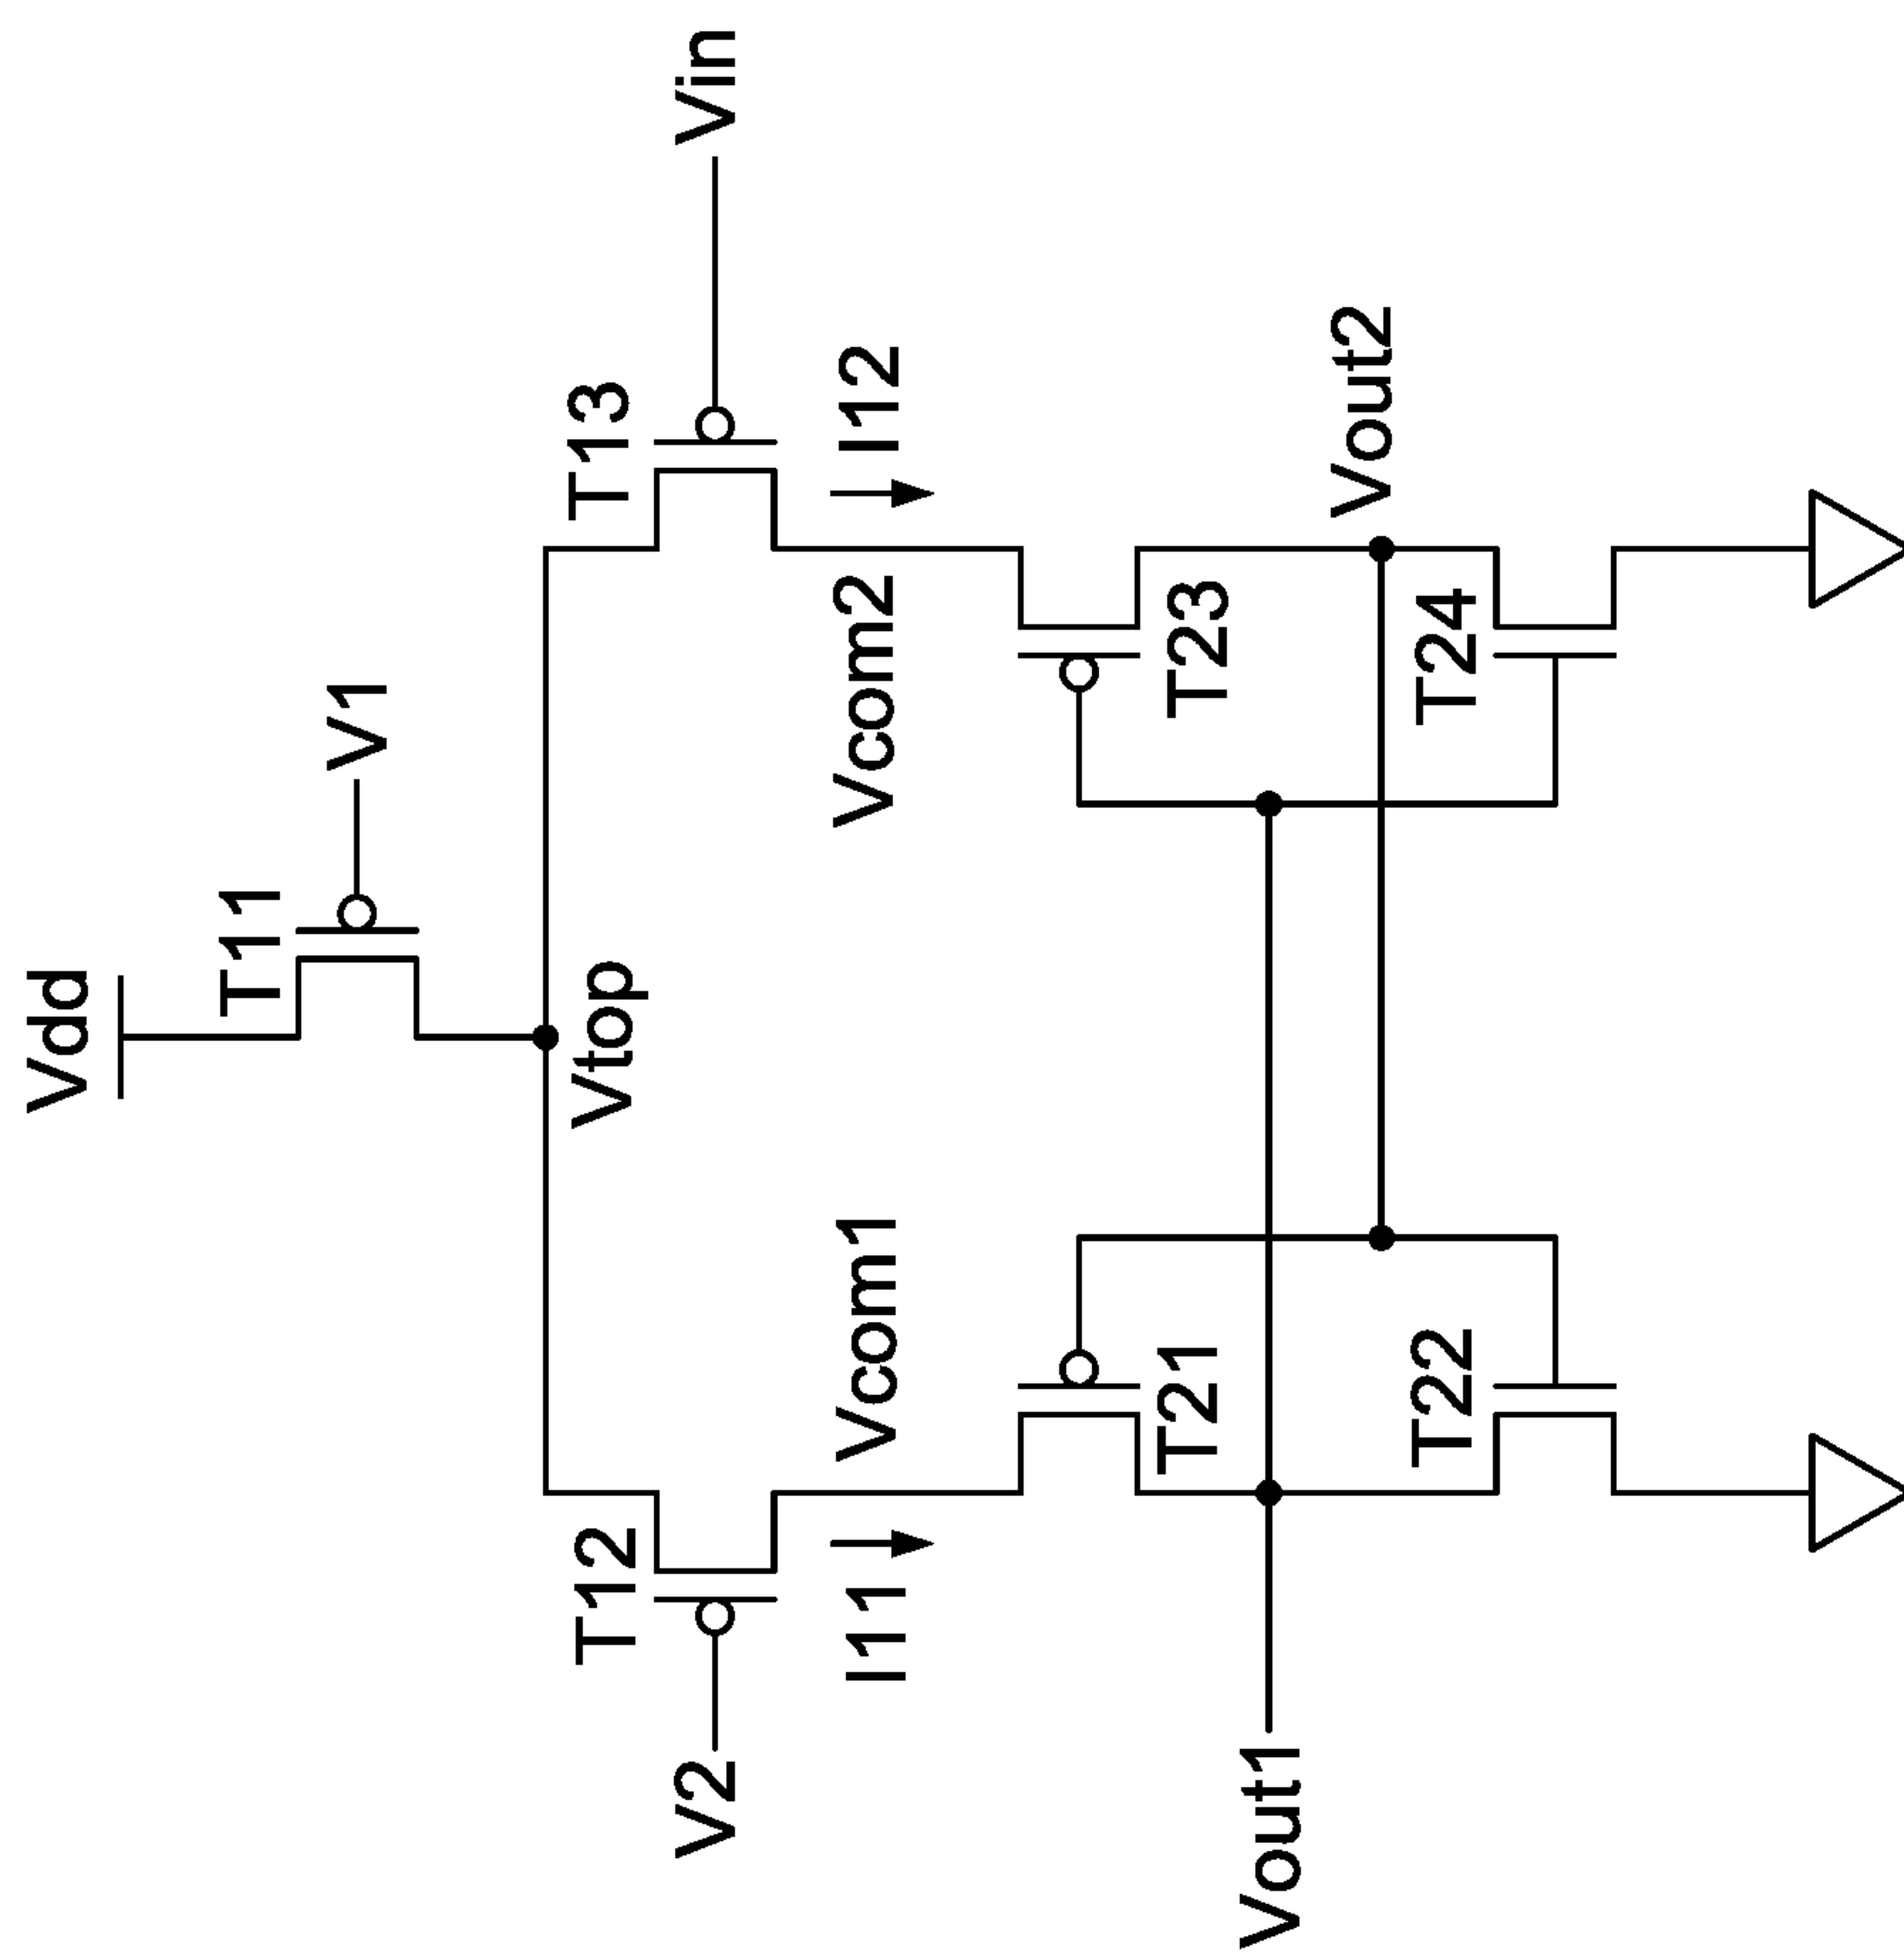 Vdd
T11
V1
Vtop
T12
T13
V2
Vin
I11
Vcom1
Vcom2
I12
T21
T23
Vout1
Vout2
T22
T24